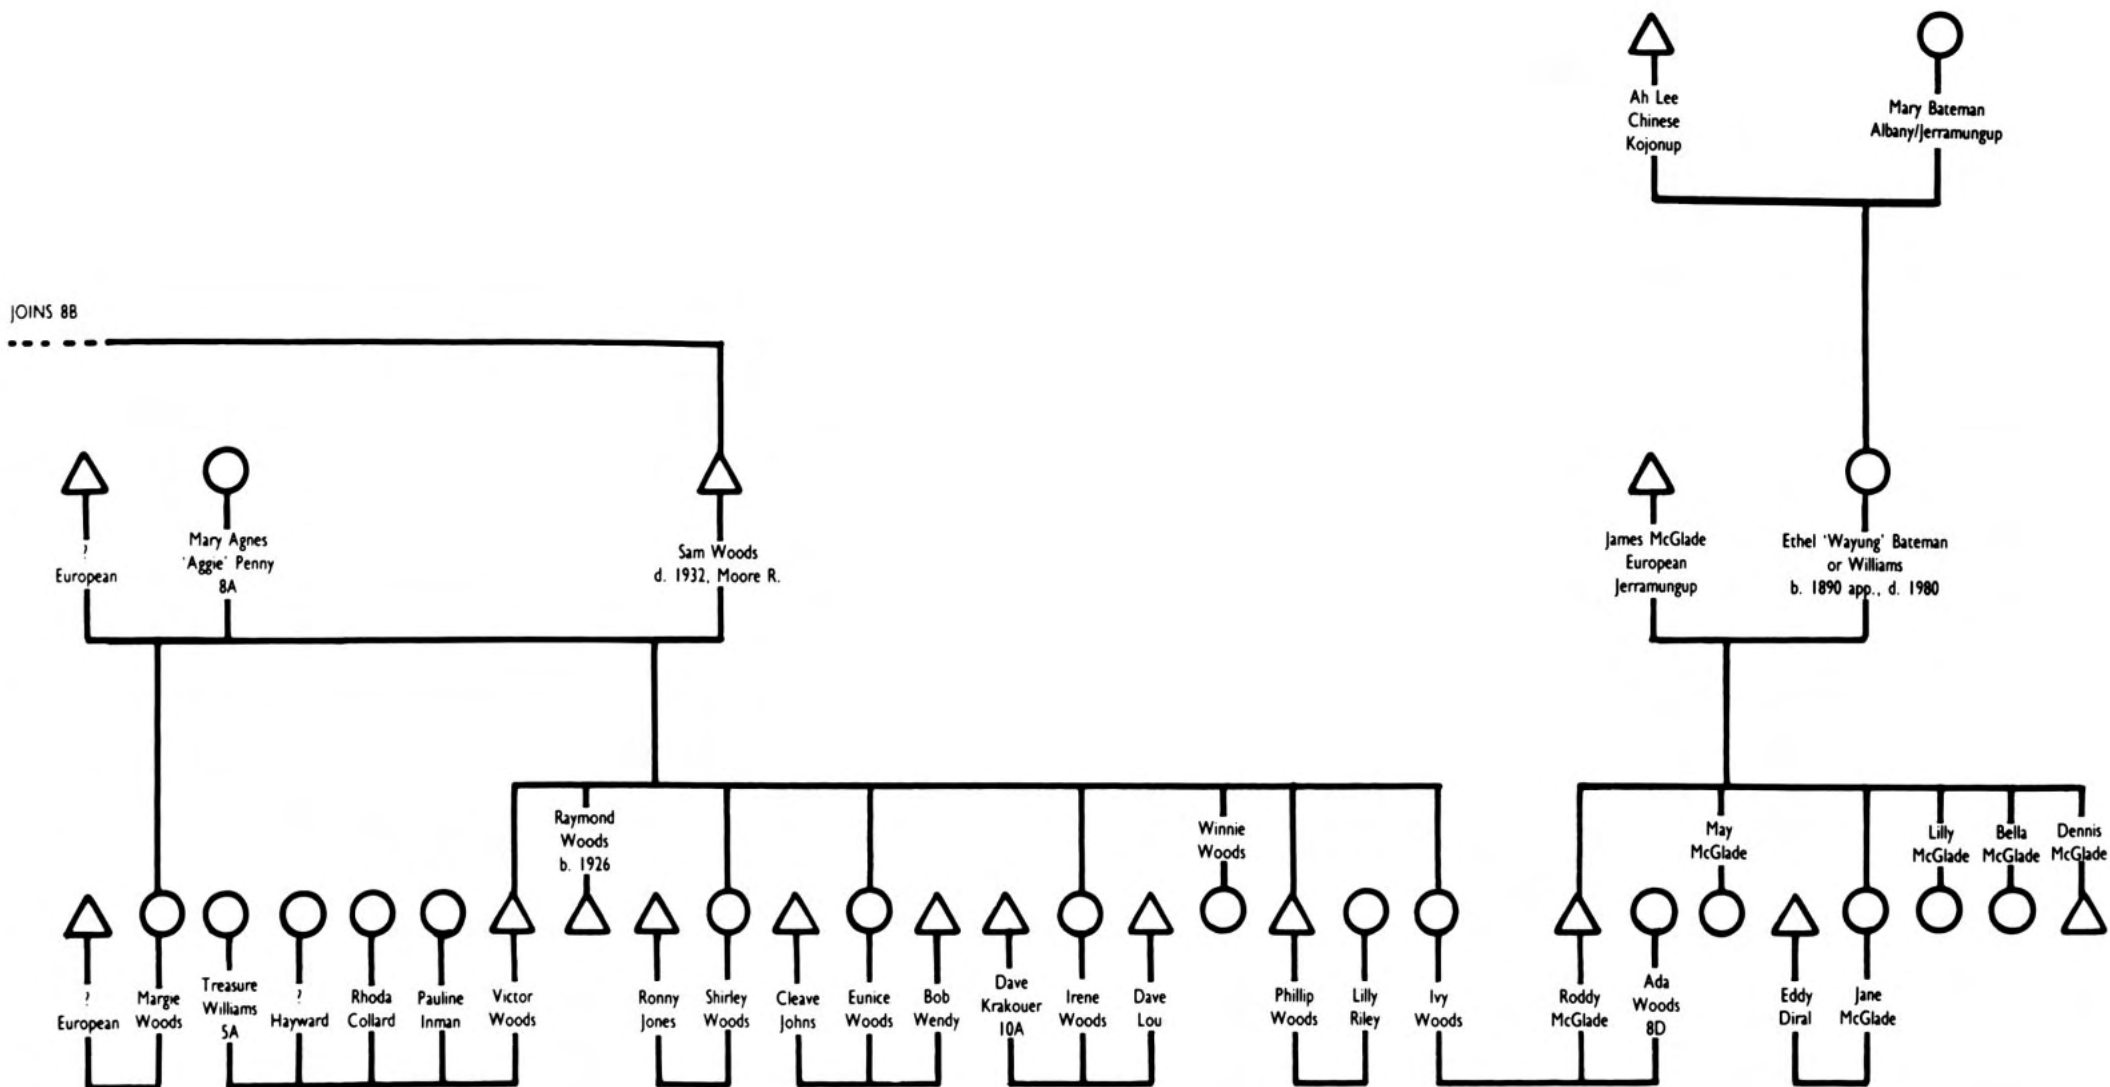 Ah Lee
Chinese
Kojonup
Mary Bateman
Albany/Jerramungup
JOINS 8B
?
European
Mary Agnes
'Aggie' Penny
8A
Sam Woods
d. 1932, Moore R.
James McGlade
European
Jerramungup
Ethel 'Wayung' Bateman
or Williams
b. 1890 app., d. 1980
Raymond
Woods
b. 1926
Winnie
Woods
May
McGlade
Lilly
McGlade
Bella
McGlade
Dennis
McGlade
?
European
Margie
Woods
Treasure
Williams
5A
?
Hayward
Rhoda
Collard
Pauline
Inman
Victor
Woods
Ronny
Jones
Shirley
Woods
Cleave
Johns
Eunice
Woods
Bob
Wendy
Dave
Krakouer
10A
Irene
Woods
Dave
Lou
Phillip
Woods
Lilly
Riley
Ivy
Woods
Roddy
McGlade
Ada
Woods
8D
Eddy
Diral
Jane
McGlade